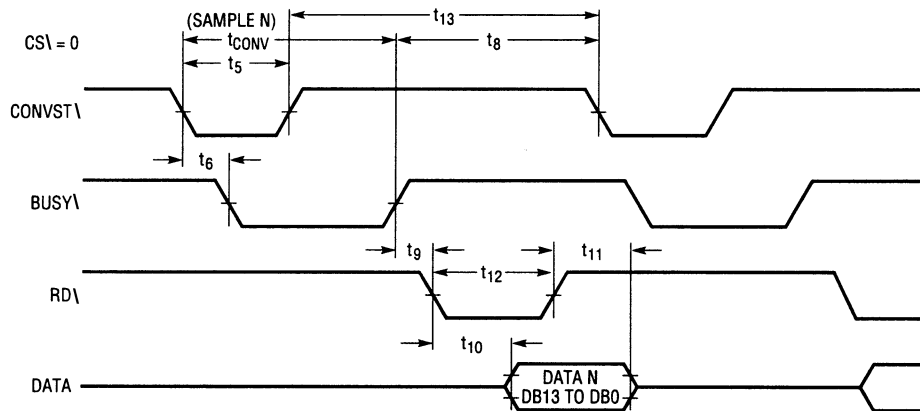 (SAMPLE N)
t13
CS\ = 0
tCONV
t8
t5
CONVST\
t6
BUSY\
t9
t11
t12
RD\
t10
DATA
DATA N
DB13 TO DB0